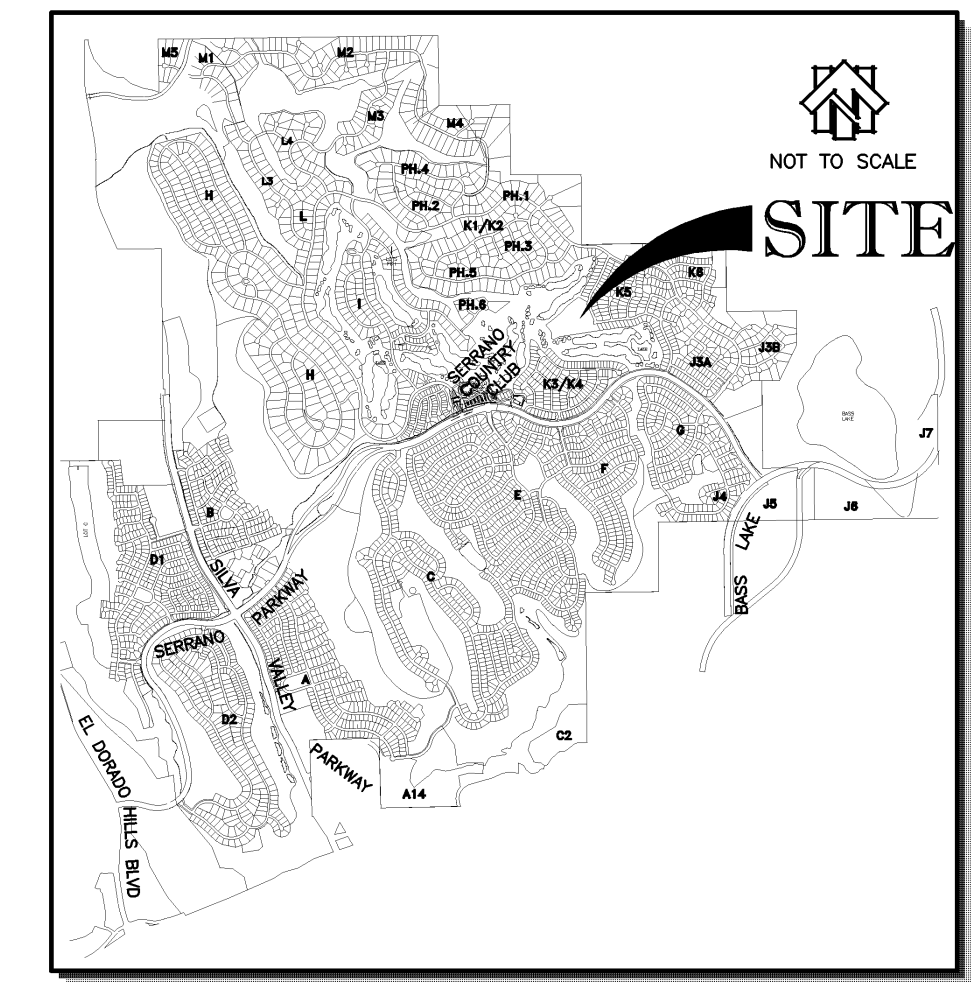 M5
M1
M2
M3
M4
NOT TO SCALE
L4
PH.4
L3
H
PH.2
PH.1
SITE
L
K1/K2
PH.3
PH.5
K6
K5
I
PH.6
SERRANO
COUNTRY
CLUB
J3B
J3A
H
K3/K4
BASS
LAKE
G
J7
F
E
J4
J5
J6
B
LOT C
D1
BASS LAKE
C
SILVA
VALLEY
PARKWAY
SERRANO
PARKWAY
A
D2
C2
A14
EL DORADO
HILLS BLVD